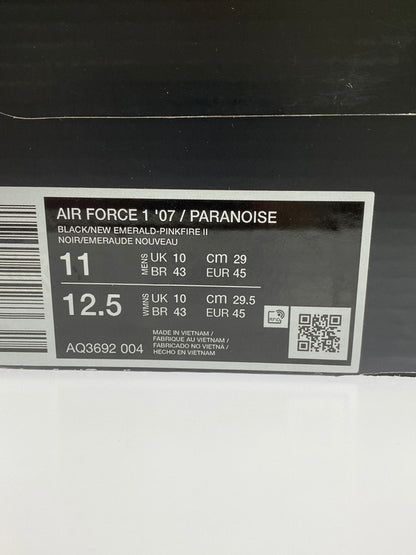 AIR FORCE 1 '07 / PARANOISE
BLACK/NEW EMERALD-PINKFIRE II
NOIR/EMERAUDE NOUVEAU
11 MENS UK 10 CM 29
BR 43 EUR 45
12.5 WMNS UK 10 CM 29.5
BR 43 EUR 45
MADE IN VIETNAM /
FABRIQUE AU VIETNAM /
FABRICADO NO VIETNA /
HECHO EN VIETNAM
AQ3692 004